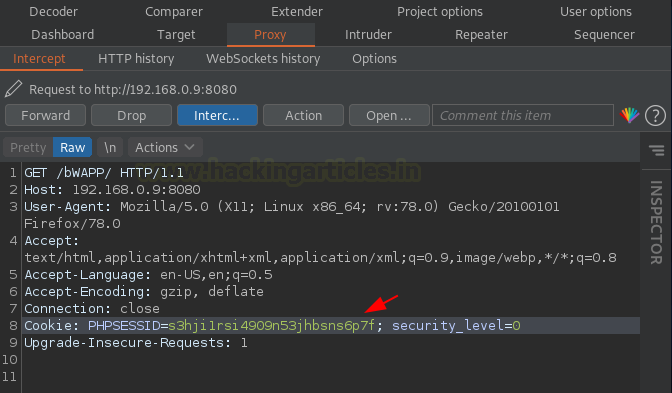 Decoder Comparer Extender Project options User options
Dashboard Target Proxy Intruder Repeater Sequencer
Intercept HTTP history WebSockets history Options
Request to http://192.168.0.9:8080
Forward Drop Interc... Action Open ... Comment this item ?
Pretty Raw \n Actions
www.hackingarticles.in
1 GET /bWAPP/ HTTP/1.1
2 Host: 192.168.0.9:8080
3 User-Agent: Mozilla/5.0 (X11; Linux x86_64; rv:78.0) Gecko/20100101
Firefox/78.0
4 Accept:
text/html,application/xhtml+xml,application/xml;q=0.9,image/webp,*/*;q=0.8
5 Accept-Language: en-US,en;q=0.5
6 Accept-Encoding: gzip, deflate
7 Connection: close
8 Cookie: PHPSESSID=s3hji1rsi4909n53jhbsns6p7f; security_level=0
9 Upgrade-Insecure-Requests: 1
10
11
INSPECTOR